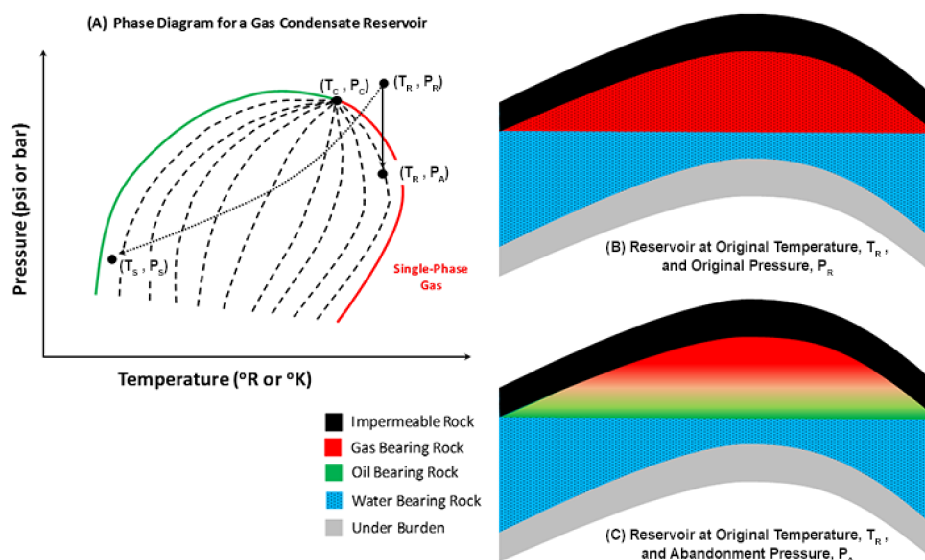 (A) Phase Diagram for a Gas Condensate Reservoir
Pressure (psi or bar)
(T_C , P_C)
(T_R , P_R)
(T_R , P_A)
(T_S , P_S)
Single-Phase
Gas
Temperature (°R or °K)
Impermeable Rock
Gas Bearing Rock
Oil Bearing Rock
Water Bearing Rock
Under Burden
(B) Reservoir at Original Temperature, T_R ,
and Original Pressure, P_R
(C) Reservoir at Original Temperature, T_R ,
and Abandonment Pressure, P_A